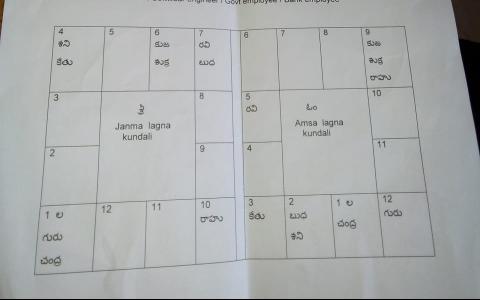 Software engineer / Govt employee / Bank employee
4 5 6 7
శని కుజ రవి
కేతు శుక్ర బుధ
3 శ్రీ 8
Janma lagna
kundali
2 9
1 ల 12 11 10
గురు రాహు
చంద్ర
6 7 8 9
కుజ
శుక్ర
రాహు
5 ఓం 10
రవి
Amsa lagna
kundali
4 11
3 2 1 ల 12
కేతు బుధ చంద్ర గురు
శని